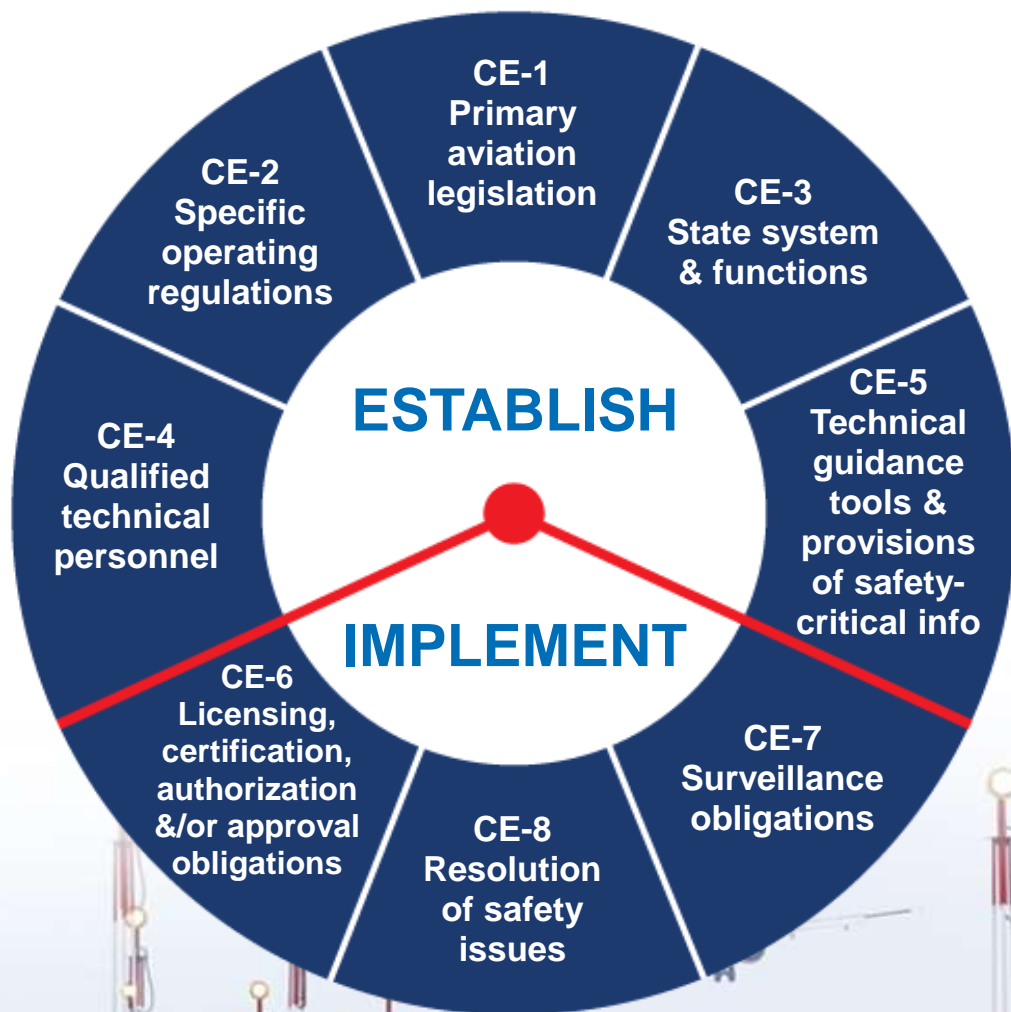 CE-1
Primary
aviation
legislation
CE-2
Specific
operating
regulations
CE-3
State system
& functions
CE-4
Qualified
technical
personnel
ESTABLISH
CE-5
Technical
guidance
tools &
provisions
of safety-
critical info
IMPLEMENT
CE-6
Licensing,
certification,
authorization
&/or approval
obligations
CE-8
Resolution
of safety
issues
CE-7
Surveillance
obligations